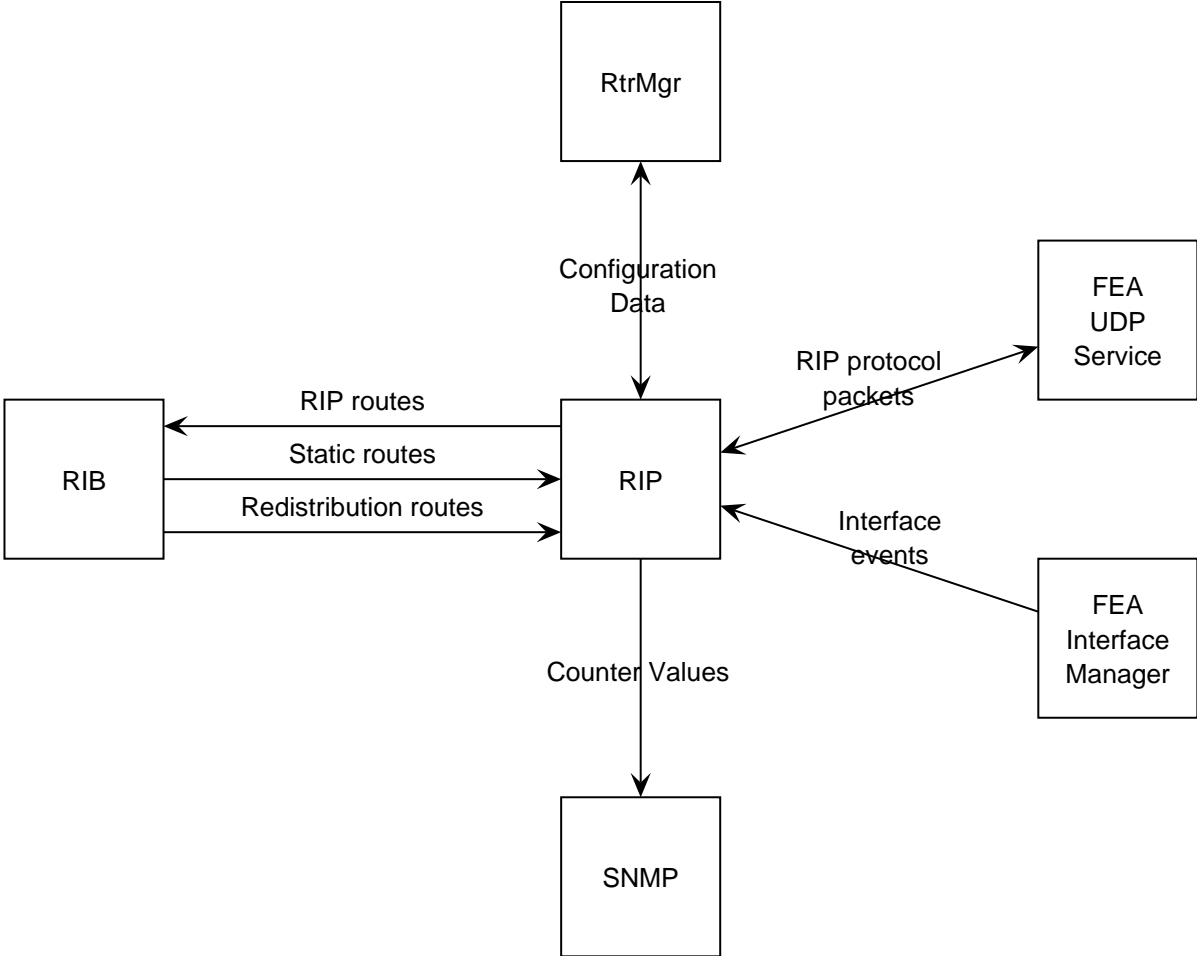 RtrMgr
Configuration
Data
FEA
UDP
Service
RIP protocol
packets
RIP routes
Static routes
RIB
RIP
Redistribution routes
Interface
events
FEA
Interface
Manager
Counter Values
SNMP